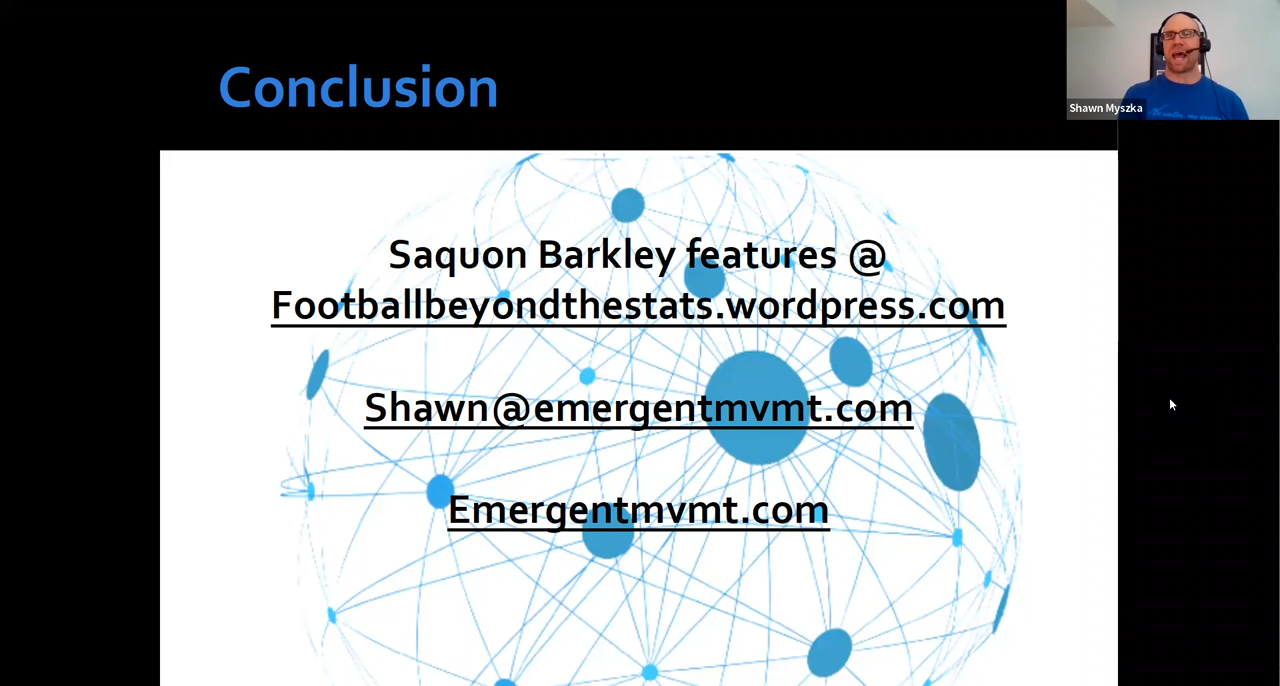 Conclusion
Shawn Myszka
Saquon Barkley features @
Footballbeyondthestats.wordpress.com
Shawn@emergentmvmt.com
Emergentmvmt.com